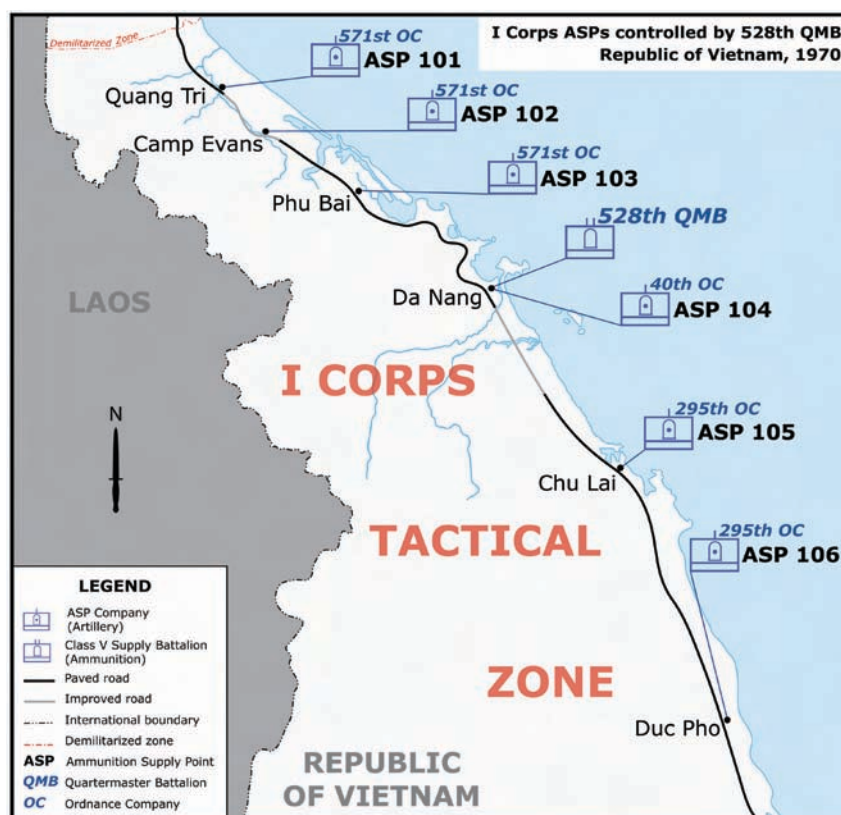 I Corps ASPs controlled by 528th QMB
Republic of Vietnam, 1970
Demilitarized Zone
571st OC
ASP 101
Quang Tri
571st OC
ASP 102
Camp Evans
571st OC
ASP 103
Phu Bai
528th QMB
LAOS
Da Nang
40th OC
ASP 104
I CORPS
295th OC
ASP 105
N
Chu Lai
TACTICAL
295th OC
ASP 106
ZONE
Duc Pho
REPUBLIC
OF VIETNAM
LEGEND
ASP Company
(Artillery)
Class V Supply Battalion
(Ammunition)
Paved road
Improved road
International boundary
Demilitarized zone
ASP Ammunition Supply Point
QMB Quartermaster Battalion
OC Ordnance Company